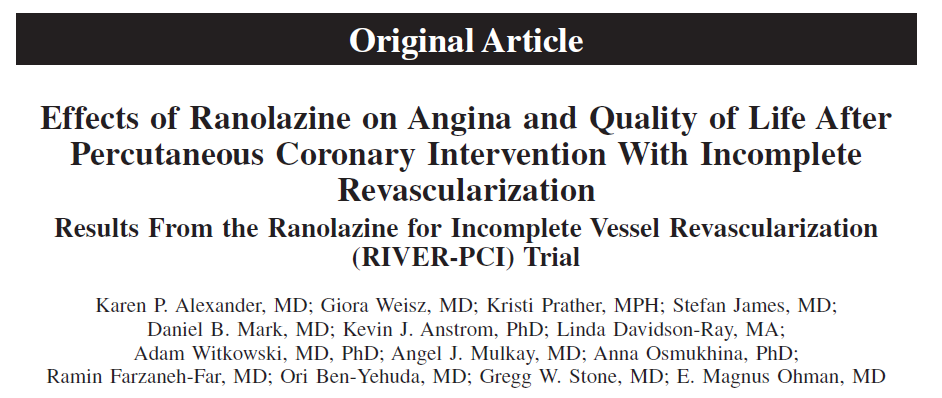 Original Article
Effects of Ranolazine on Angina and Quality of Life After
Percutaneous Coronary Intervention With Incomplete
Revascularization
Results From the Ranolazine for Incomplete Vessel Revascularization
(RIVER-PCI) Trial
Karen P. Alexander, MD; Giora Weisz, MD; Kristi Prather, MPH; Stefan James, MD;
Daniel B. Mark, MD; Kevin J. Anstrom, PhD; Linda Davidson-Ray, MA;
Adam Witkowski, MD, PhD; Angel J. Mulkay, MD; Anna Osmukhina, PhD;
Ramin Farzaneh-Far, MD; Ori Ben-Yehuda, MD; Gregg W. Stone, MD; E. Magnus Ohman, MD